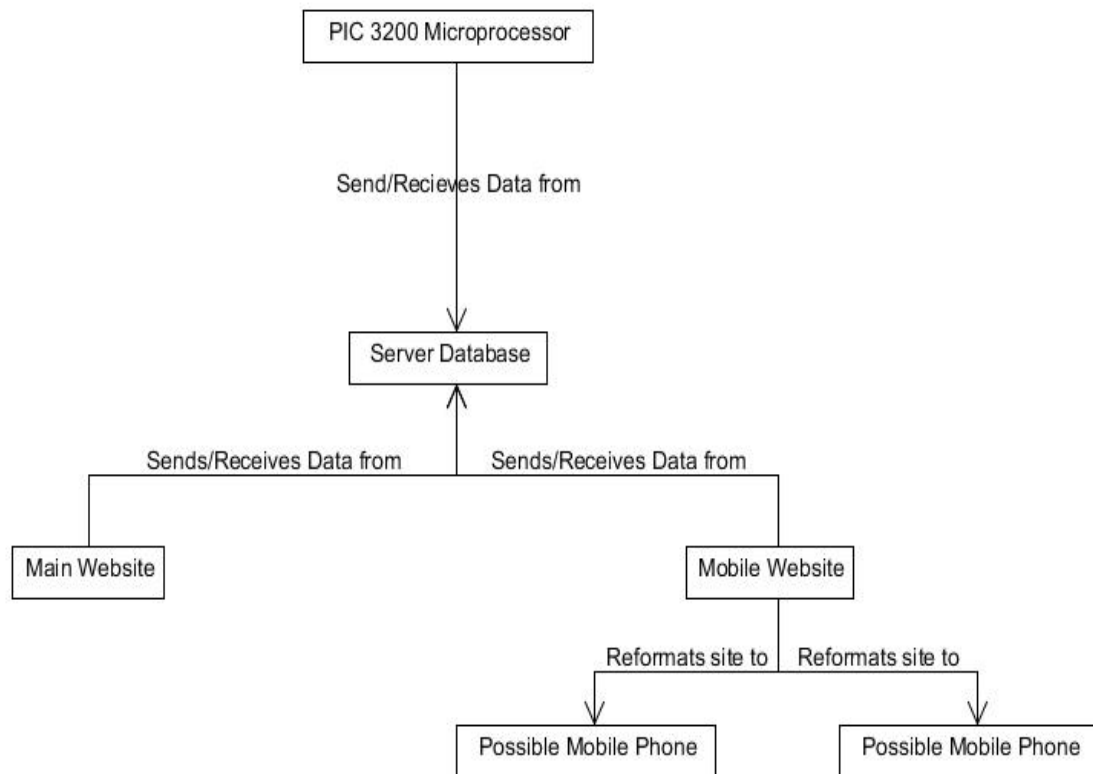 PIC 3200 Microprocessor
Send/Recieves Data from
Server Database
Sends/Receives Data from
Sends/Receives Data from
Main Website
Mobile Website
Reformats site to
Reformats site to
Possible Mobile Phone
Possible Mobile Phone